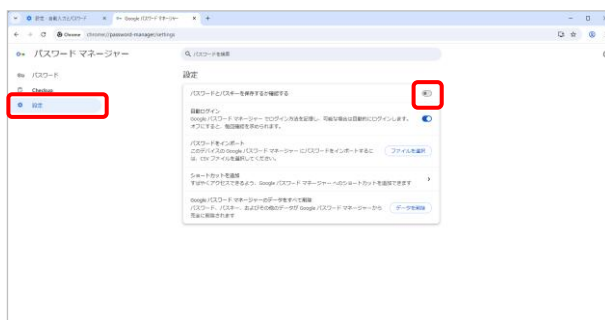 設定 - 自動入力とパスワード
Google パスワード マネージャー
Chrome
chrome://password-manager/settings
パスワード マネージャー
パスワードを検索
パスワード
Checkup
設定
設定
パスワードとパスキーを保存するか確認する
自動ログイン
Google パスワード マネージャー でログイン方法を記憶し、可能な場合は自動的にログインします。
オフにすると、毎回確認を求められます。
パスワードをインポート
このデバイスの Google パスワード マネージャー にパスワードをインポートするに
は、CSV ファイルを選択してください。
ファイルを選択
ショートカットを追加
すばやくアクセスできるよう、Google パスワード マネージャー へのショートカットを追加できます
Google パスワード マネージャーのデータをすべて削除
パスワード、パスキー、およびその他のデータが Google パスワード マネージャーから
完全に削除されます
データを削除